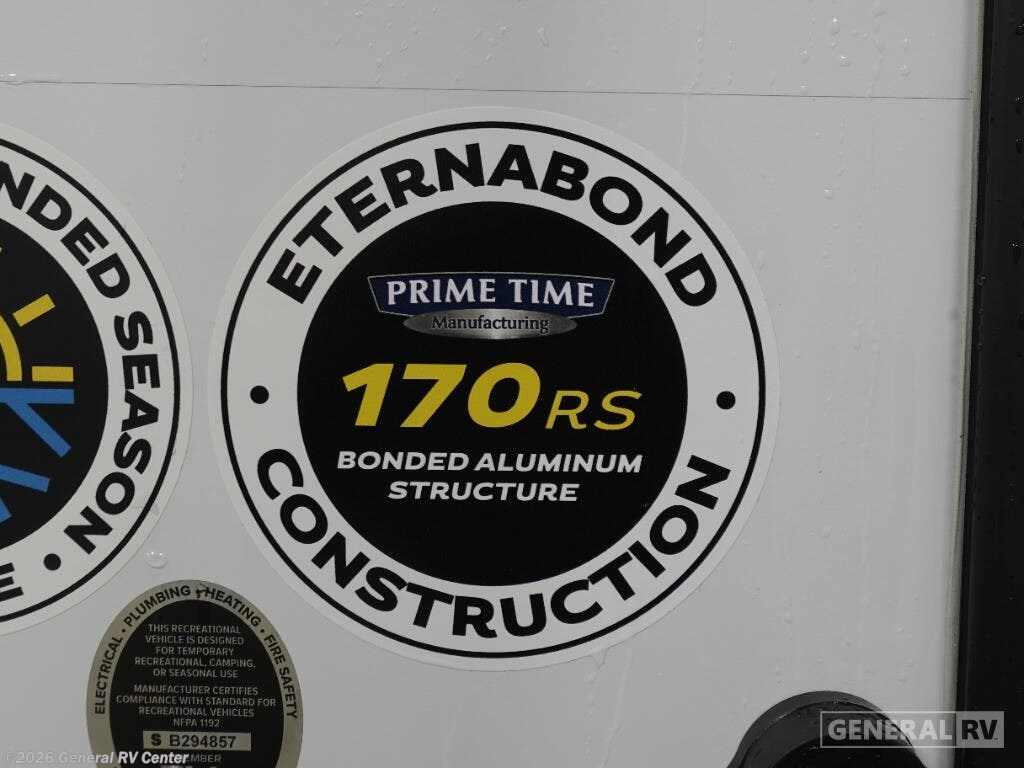 ETERNABOND
PRIME TIME
Manufacturing
170 RS
BONDED ALUMINUM
STRUCTURE
CONSTRUCTION
NDED SEASON
ELECTRICAL • PLUMBING • HEATING • FIRE SAFETY
THIS RECREATIONAL
VEHICLE IS DESIGNED
FOR TEMPORARY
RECREATIONAL, CAMPING,
OR SEASONAL USE
MANUFACTURER CERTIFIES
COMPLIANCE WITH STANDARD FOR
RECREATIONAL VEHICLES
NFPA 1192
S B294857
GENERAL RV
©2026 General RV Center